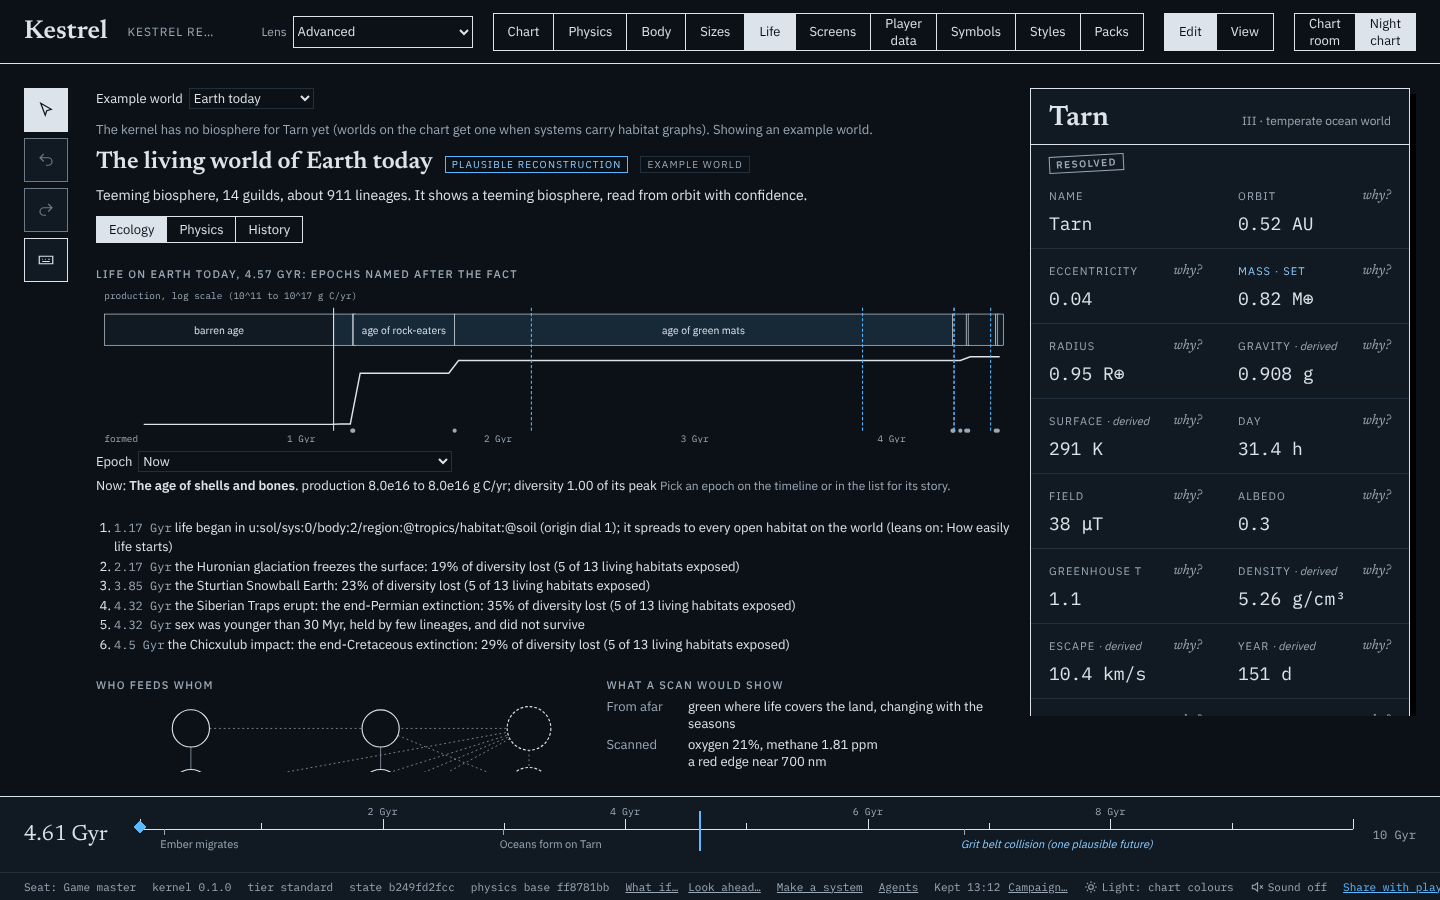 Kestrel KESTREL RE... Lens Advanced Chart Physics Body Sizes Life Screens Player data Symbols Styles Packs Edit View Chart room Night chart
Example world Earth today
The kernel has no biosphere for Tarn yet (worlds on the chart get one when systems carry habitat graphs). Showing an example world.
The living world of Earth today PLAUSIBLE RECONSTRUCTION EXAMPLE WORLD
Teeming biosphere, 14 guilds, about 911 lineages. It shows a teeming biosphere, read from orbit with confidence.
Ecology Physics History
LIFE ON EARTH TODAY, 4.57 GYR: EPOCHS NAMED AFTER THE FACT
production, log scale (10^11 to 10^17 g C/yr)
barren age age of rock-eaters age of green mats
formed 1 Gyr 2 Gyr 3 Gyr 4 Gyr
Epoch Now
Now: The age of shells and bones. production 8.0e16 to 8.0e16 g C/yr; diversity 1.00 of its peak Pick an epoch on the timeline or in the list for its story.
1. 1.17 Gyr life began in u:sol/sys:0/body:2/region:@tropics/habitat:@soil (origin dial 1); it spreads to every open habitat on the world (leans on: How easily
life starts)
2. 2.17 Gyr the Huronian glaciation freezes the surface: 19% of diversity lost (5 of 13 living habitats exposed)
3. 3.85 Gyr the Sturtian Snowball Earth: 23% of diversity lost (5 of 13 living habitats exposed)
4. 4.32 Gyr the Siberian Traps erupt: the end-Permian extinction: 35% of diversity lost (5 of 13 living habitats exposed)
5. 4.32 Gyr sex was younger than 30 Myr, held by few lineages, and did not survive
6. 4.5 Gyr the Chicxulub impact: the end-Cretaceous extinction: 29% of diversity lost (5 of 13 living habitats exposed)
WHO FEEDS WHOM
WHAT A SCAN WOULD SHOW
From afar green where life covers the land, changing with the
seasons
Scanned oxygen 21%, methane 1.81 ppm
a red edge near 700 nm
Tarn III · temperate ocean world
RESOLVED
NAME ORBIT why?
Tarn 0.52 AU
ECCENTRICITY why? MASS · SET why?
0.04 0.82 M⊕
RADIUS why? GRAVITY · derived why?
0.95 R⊕ 0.908 g
SURFACE · derived why? DAY why?
291 K 31.4 h
FIELD why? ALBEDO why?
38 µT 0.3
GREENHOUSE T why? DENSITY · derived why?
1.1 5.26 g/cm³
ESCAPE · derived why? YEAR · derived why?
10.4 km/s 151 d
2 Gyr 4 Gyr 6 Gyr 8 Gyr
4.61 Gyr 10 Gyr
Ember migrates Oceans form on Tarn Grit belt collision (one plausible future)
Seat: Game master kernel 0.1.0 tier standard state b249fd2fcc physics base ff8781bb What if… Look ahead… Make a system Agents Kept 13:12 Campaign… Light: chart colours Sound off Share with play